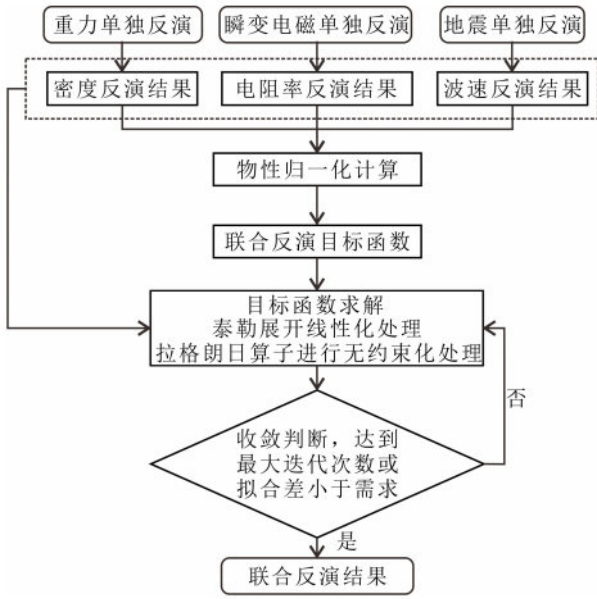 重力单独反演
瞬变电磁单独反演
地震单独反演
密度反演结果
电阻率反演结果
波速反演结果
物性归一化计算
联合反演目标函数
目标函数求解
泰勒展开线性化处理
拉格朗日算子进行无约束化处理
收敛判断，达到
最大迭代次数或
拟合差小于需求
否
是
联合反演结果